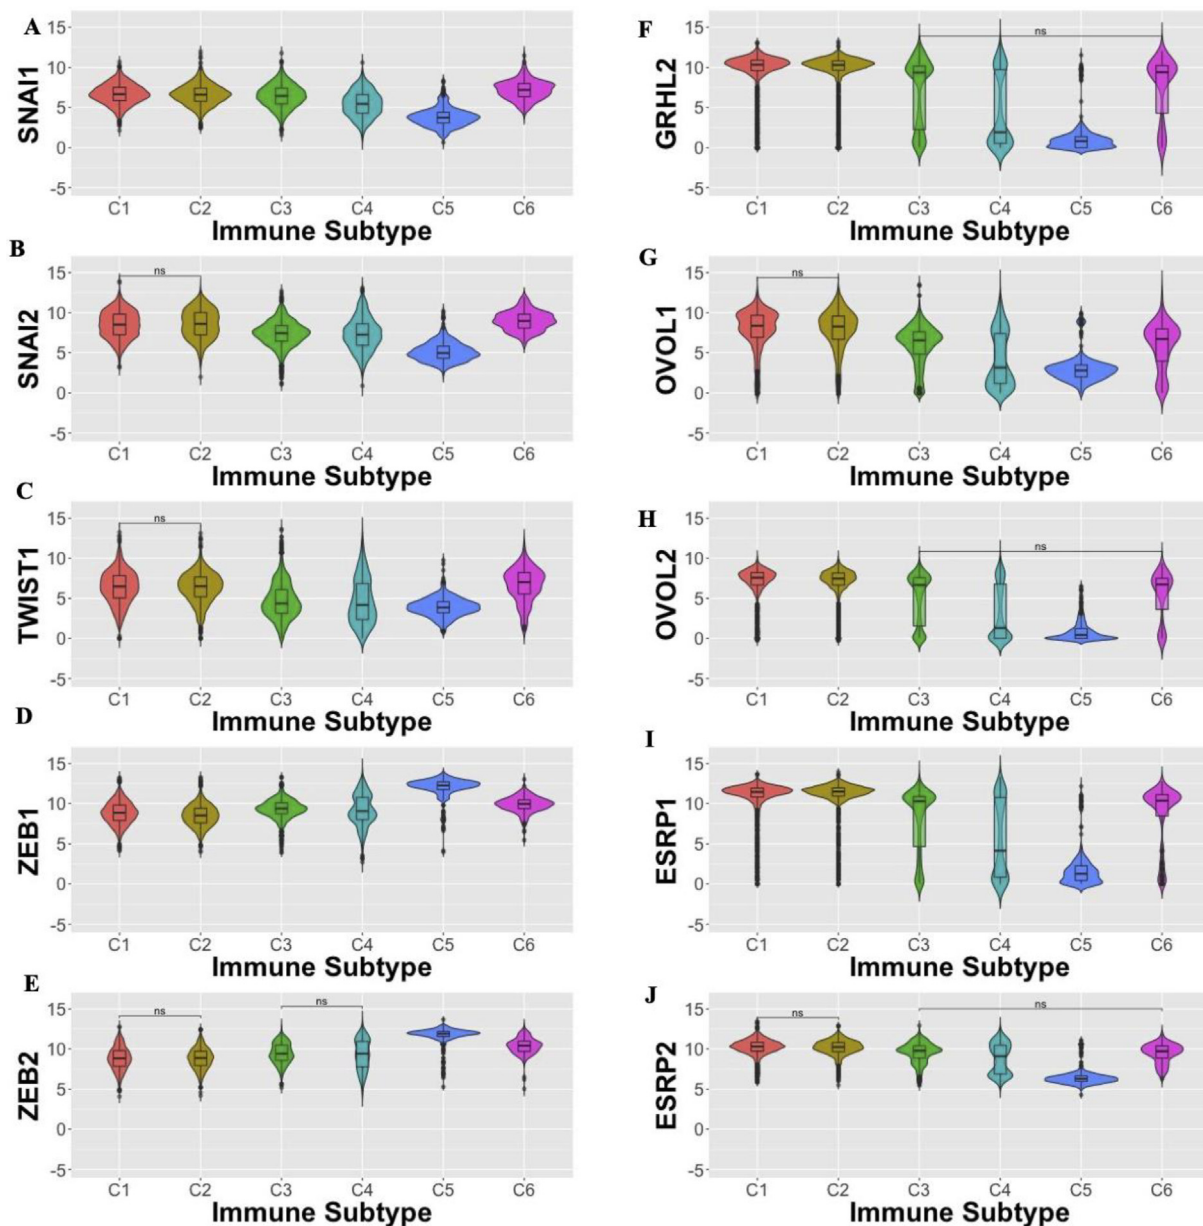 A
SNAI1
15
10
5
0
-5
C1 C2 C3 C4 C5 C6
Immune Subtype
B
SNAI2
15
10
5
0
-5
ns
C1 C2 C3 C4 C5 C6
Immune Subtype
C
TWIST1
15
10
5
0
-5
ns
C1 C2 C3 C4 C5 C6
Immune Subtype
D
ZEB1
15
10
5
0
-5
C1 C2 C3 C4 C5 C6
Immune Subtype
E
ZEB2
15
10
5
0
-5
ns ns
C1 C2 C3 C4 C5 C6
Immune Subtype
F
GRHL2
15
10
5
0
-5
ns
C1 C2 C3 C4 C5 C6
Immune Subtype
G
OVOL1
15
10
5
0
-5
ns
C1 C2 C3 C4 C5 C6
Immune Subtype
H
OVOL2
15
10
5
0
-5
ns
C1 C2 C3 C4 C5 C6
Immune Subtype
I
ESRP1
15
10
5
0
-5
C1 C2 C3 C4 C5 C6
Immune Subtype
J
ESRP2
15
10
5
0
-5
ns ns
C1 C2 C3 C4 C5 C6
Immune Subtype